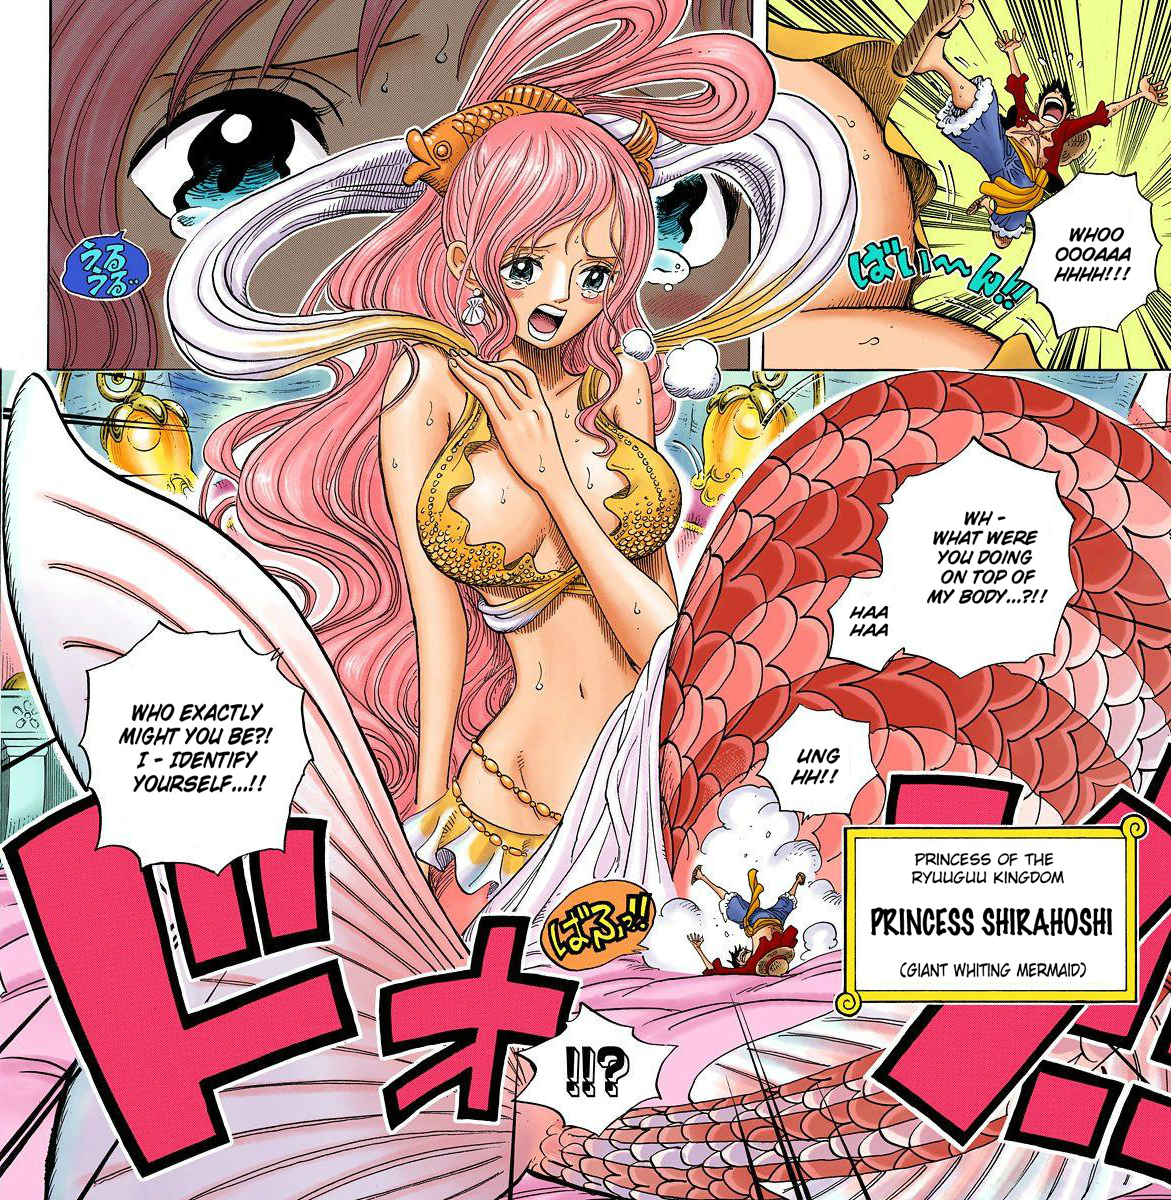 WHOO
OOOAAA
HHHH!!!
ばい〜ん!!
うる
うる‥
WH -
WHAT WERE
YOU DOING
ON TOP OF
MY BODY...?!!
HAA
HAA
WHO EXACTLY
MIGHT YOU BE?!
I - IDENTIFY
YOURSELF...!!
UNG
HH!!
PRINCESS OF THE
RYUUGUU KINGDOM
PRINCESS SHIRAHOSHI
(GIANT WHITING MERMAID)
ばふっ!!
ドォ
!!?